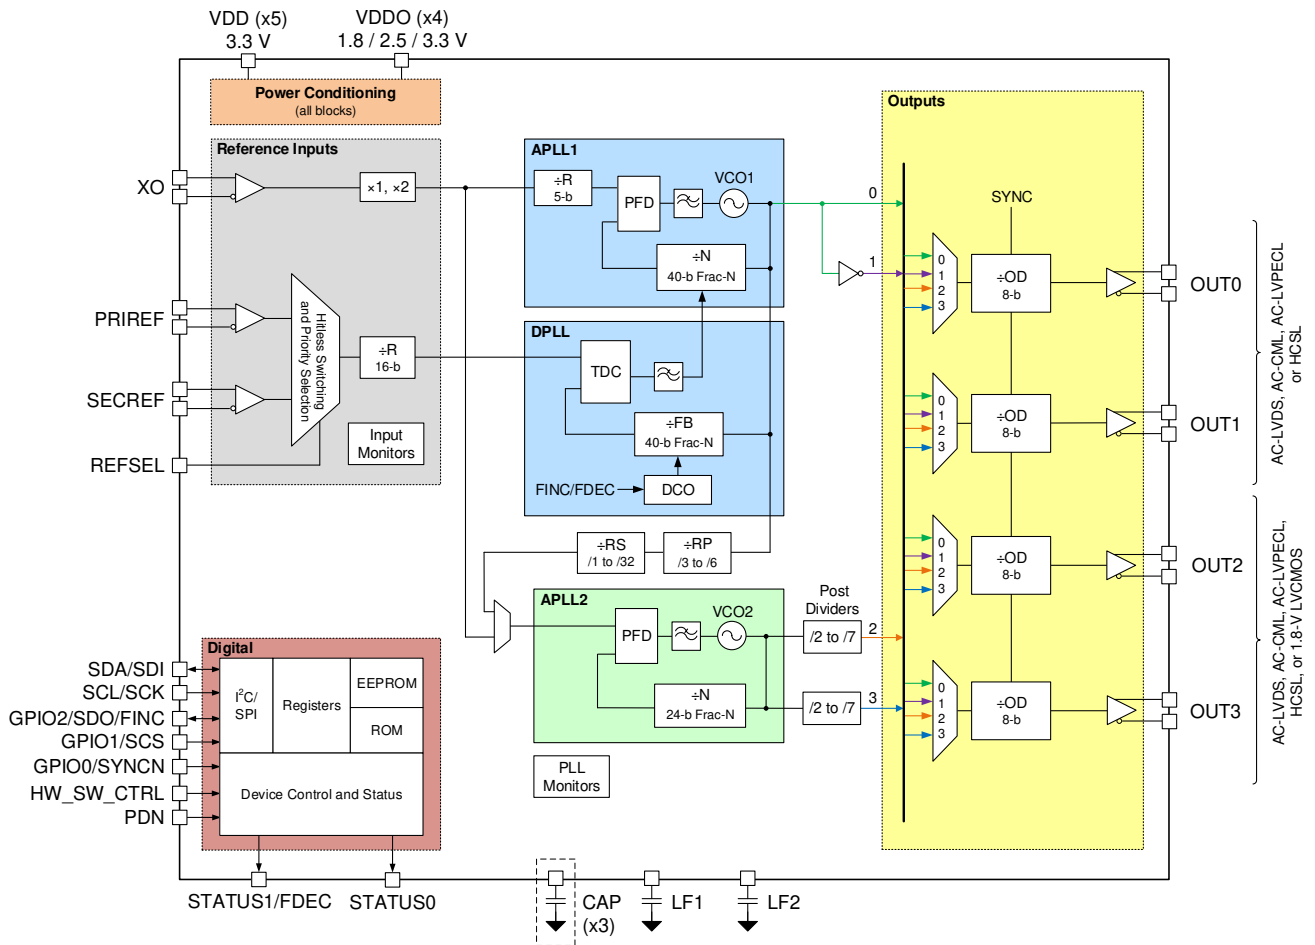 VDD (x5)
3.3 V
VDDO (x4)
1.8 / 2.5 / 3.3 V
Power Conditioning
(all blocks)
Reference Inputs
XO
×1, ×2
PRIREF
SECREF
REFSEL
Hitless Switching
and Priority Selection
÷R
16-b
Input
Monitors
APLL1
÷R
5-b
PFD
VCO1
÷N
40-b Frac-N
DPLL
TDC
÷FB
40-b Frac-N
FINC/FDEC
DCO
÷RS
/1 to /32
÷RP
/3 to /6
APLL2
PFD
VCO2
÷N
24-b Frac-N
PLL
Monitors
Post
Dividers
/2 to /7
/2 to /7
0
1
2
3
Outputs
SYNC
0
1
2
3
÷OD
8-b
OUT0
0
1
2
3
÷OD
8-b
OUT1
0
1
2
3
÷OD
8-b
OUT2
0
1
2
3
÷OD
8-b
OUT3
AC-LVDS, AC-CML, AC-LVPECL
or HCSL
AC-LVDS, AC-CML, AC-LVPECL,
HCSL, or 1.8-V LVCMOS
Digital
SDA/SDI
SCL/SCK
GPIO2/SDO/FINC
GPIO1/SCS
GPIO0/SYNCN
HW_SW_CTRL
PDN
I²C/
SPI
Registers
EEPROM
ROM
Device Control and Status
STATUS1/FDEC
STATUS0
CAP
(x3)
LF1
LF2